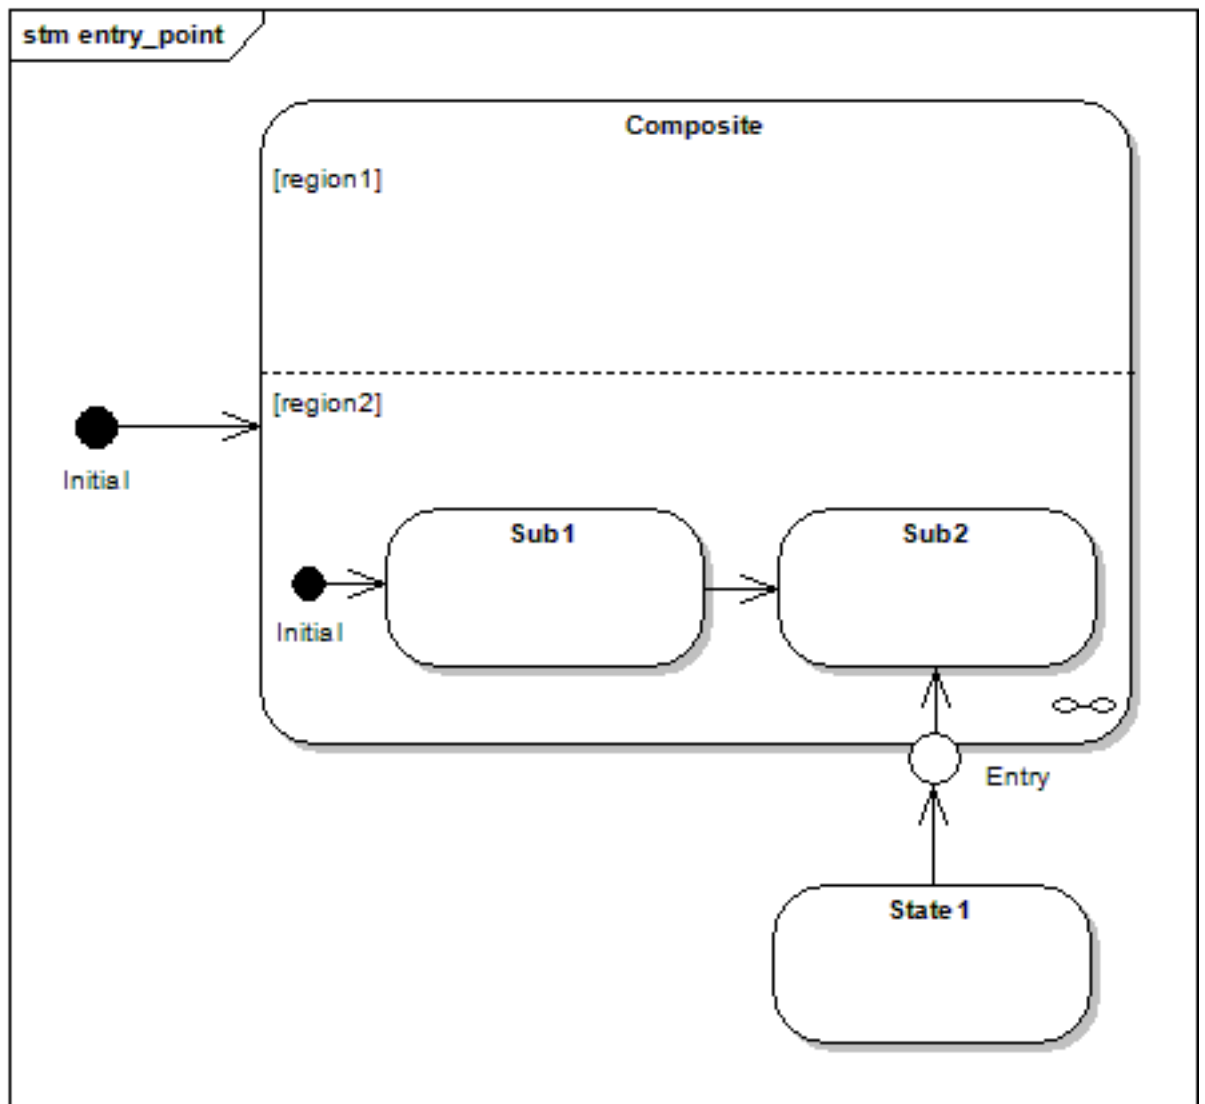 stm entry_point
Composite
[region1]
[region2]
Initial
Sub1
Sub2
Initial
Entry
State1